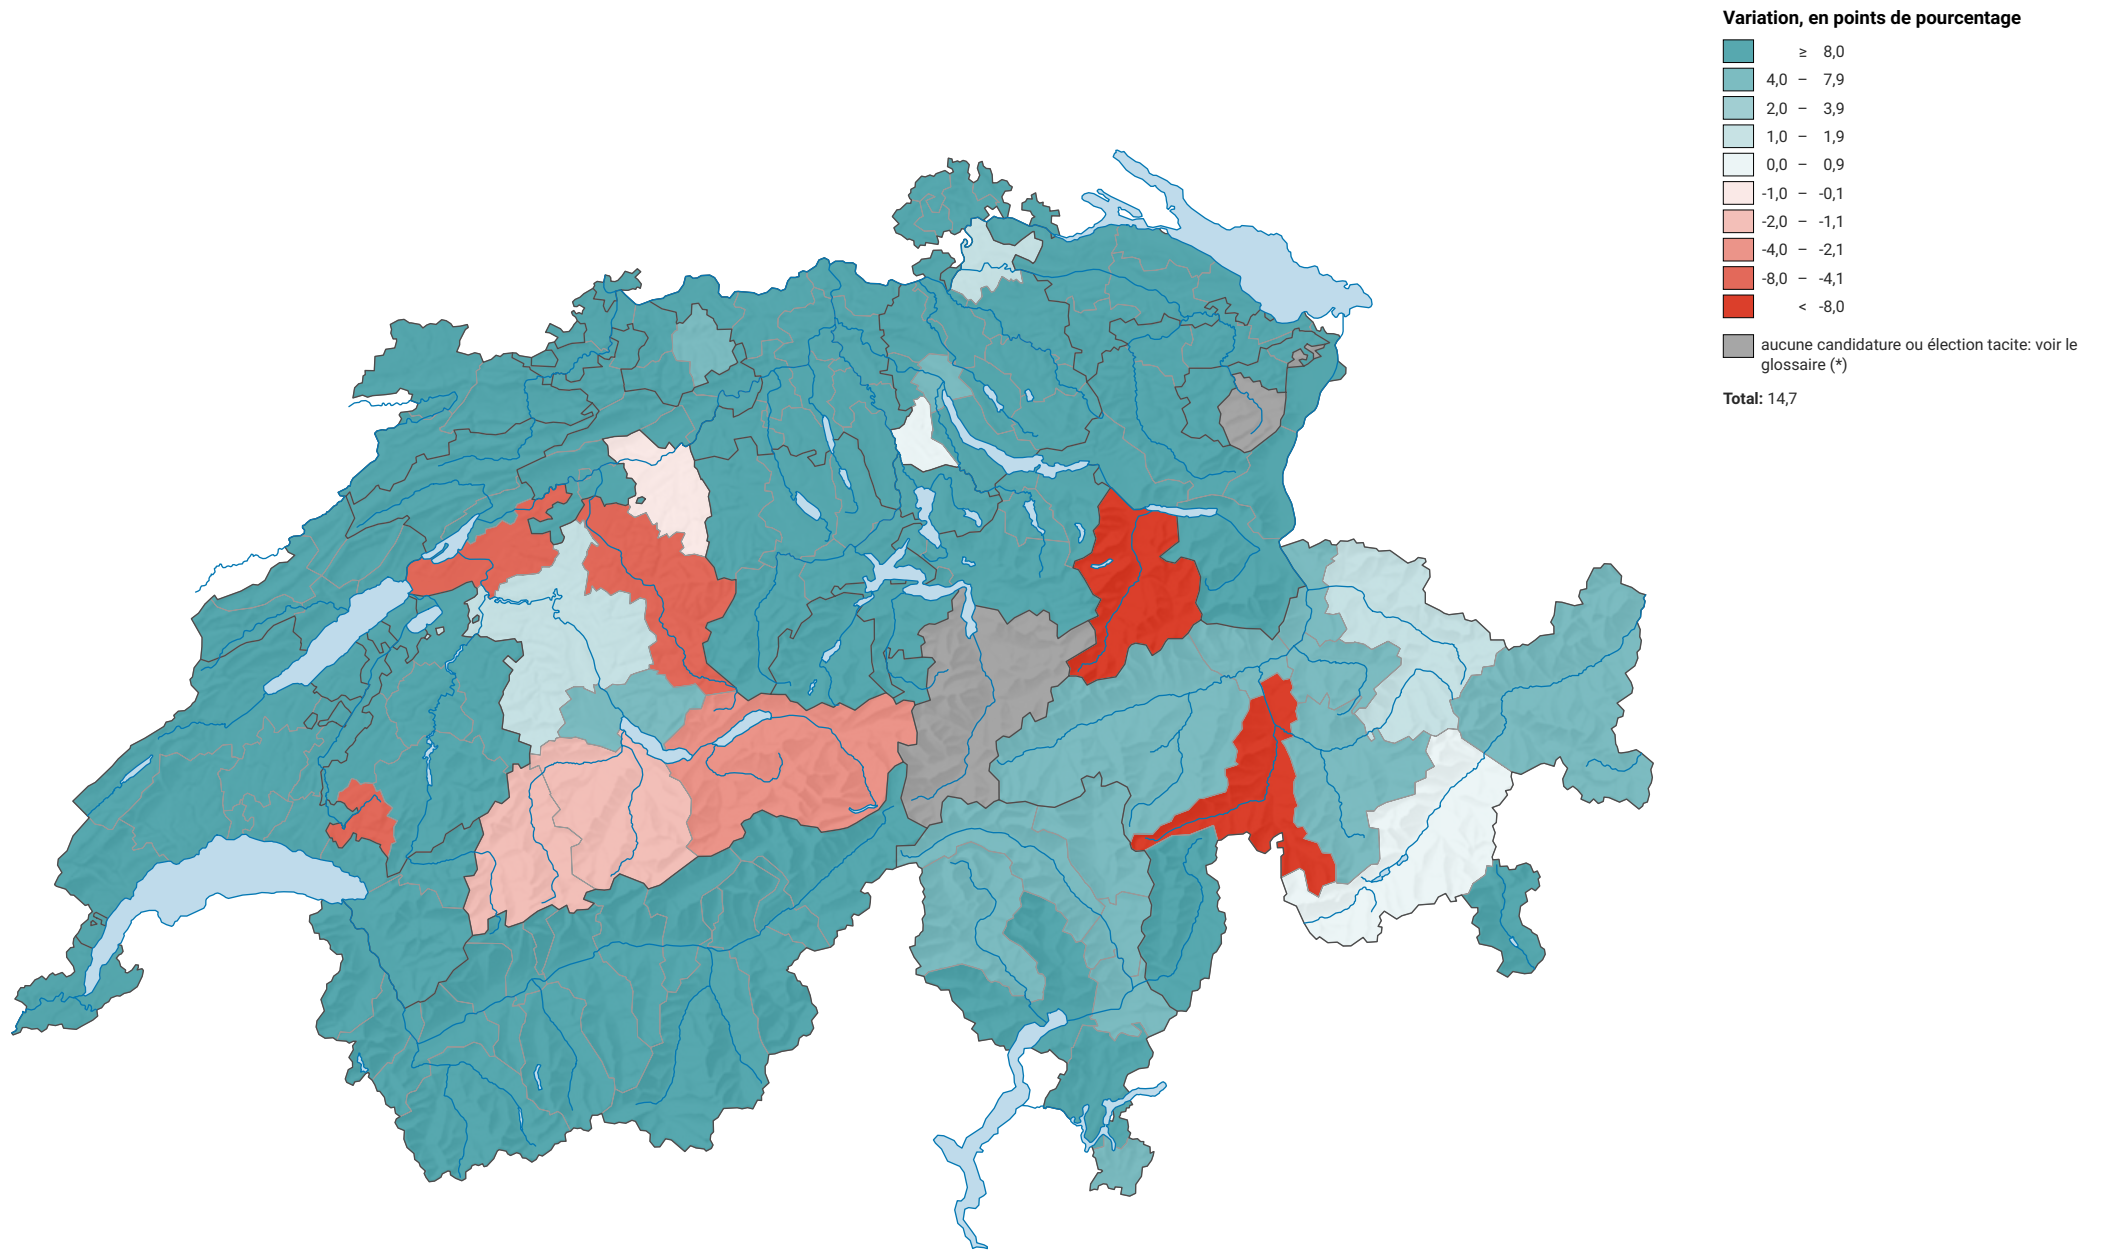 Variation, en points de pourcentage
≥ 8,0
4,0 – 7,9
2,0 – 3,9
1,0 – 1,9
0,0 – 0,9
-1,0 – -0,1
-2,0 – -1,1
-4,0 – -2,1
-8,0 – -4,1
< -8,0
aucune candidature ou élection tacite: voir le
glossaire (*)
Total: 14,7